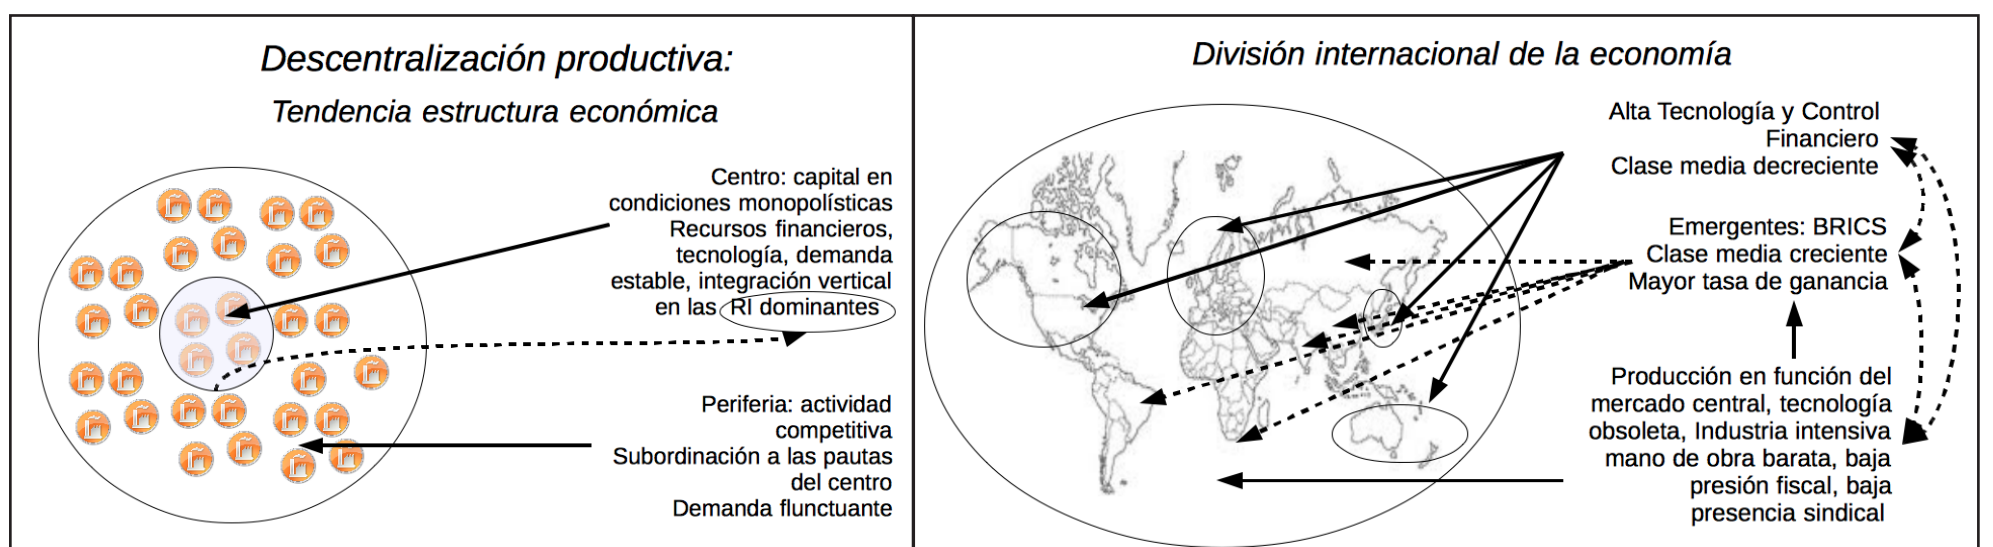 Descentralización productiva:
Tendencia estructura económica
Centro: capital en
condiciones monopolísticas
Recursos financieros,
tecnología, demanda
estable, integración vertical
en las RI dominantes
Periferia: actividad
competitiva
Subordinación a las pautas
del centro
Demanda flunctuante
División internacional de la economía
Alta Tecnología y Control
Financiero
Clase media decreciente
Emergentes: BRICS
Clase media creciente
Mayor tasa de ganancia
Producción en función del
mercado central, tecnología
obsoleta, Industria intensiva
mano de obra barata, baja
presión fiscal, baja
presencia sindical